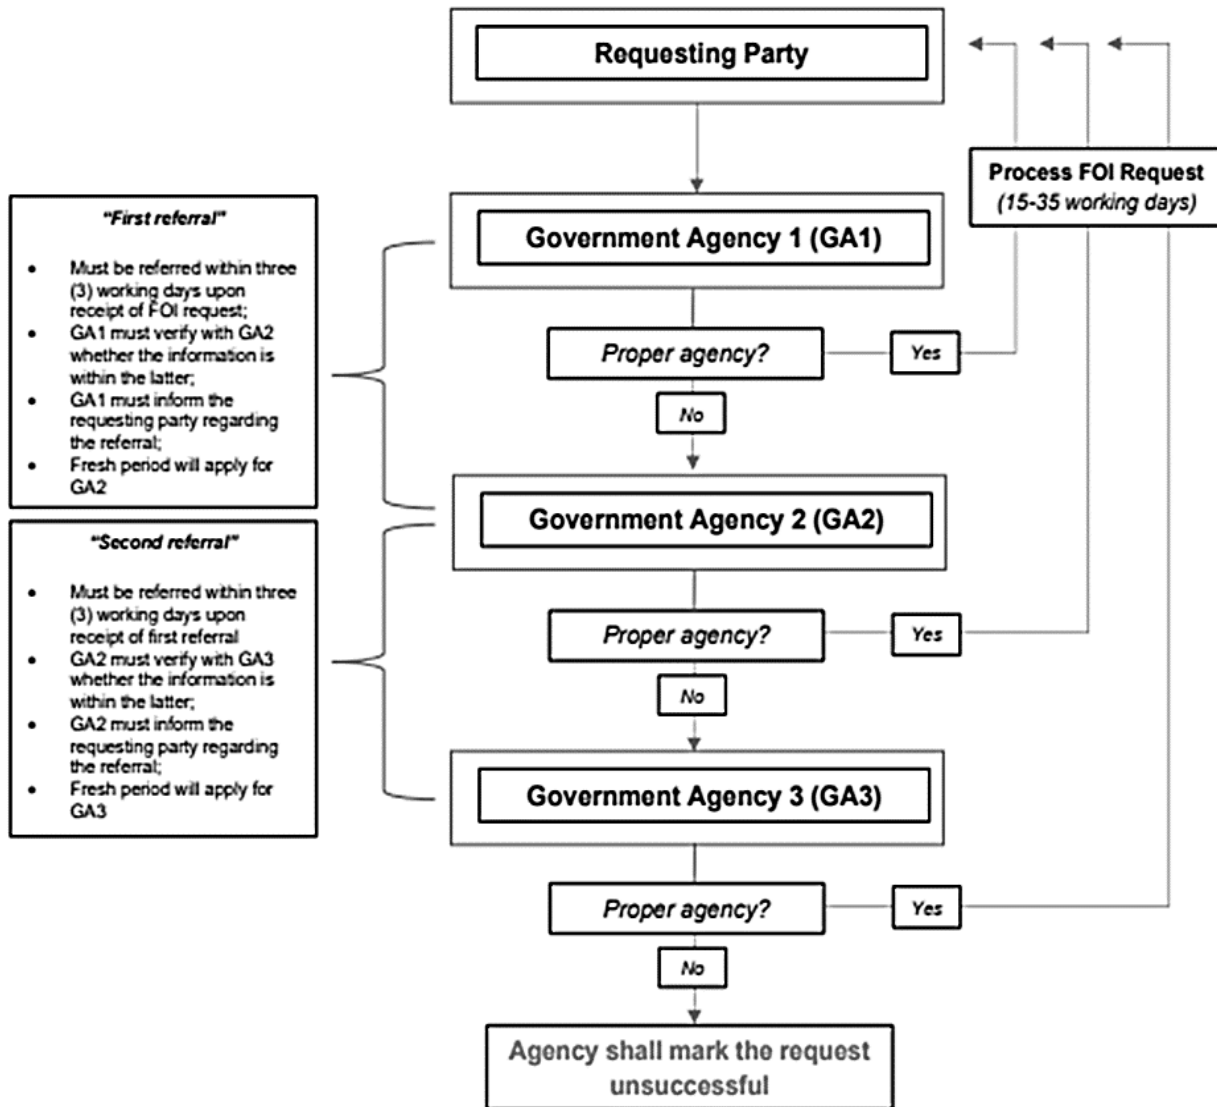 Requesting Party
Process FOI Request
(15-35 working days)
"First referral"
• Must be referred within three
(3) working days upon
receipt of FOI request;
• GA1 must verify with GA2
whether the information is
within the latter;
• GA1 must inform the
requesting party regarding
the referral;
• Fresh period will apply for
GA2
Government Agency 1 (GA1)
Proper agency?
Yes
No
Government Agency 2 (GA2)
"Second referral"
• Must be referred within three
(3) working days upon
receipt of first referral
• GA2 must verify with GA3
whether the information is
within the latter;
• GA2 must inform the
requesting party regarding
the referral;
• Fresh period will apply for
GA3
Proper agency?
Yes
No
Government Agency 3 (GA3)
Proper agency?
Yes
No
Agency shall mark the request
unsuccessful